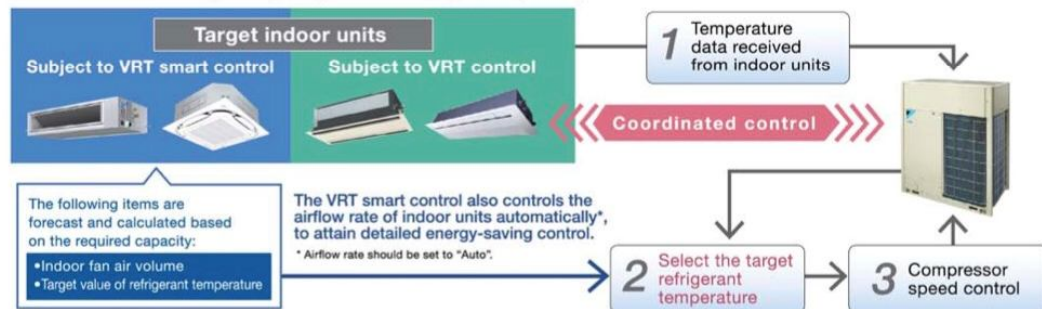 Target indoor units
Subject to VRT smart control
Subject to VRT control
1 Temperature
data received
from indoor units
Coordinated control
The following items are
forecast and calculated based
on the required capacity:
•Indoor fan air volume
•Target value of refrigerant temperature
The VRT smart control also controls the
airflow rate of indoor units automatically*,
to attain detailed energy-saving control.
* Airflow rate should be set to “Auto”.
2 Select the target
refrigerant
temperature
3 Compressor
speed control